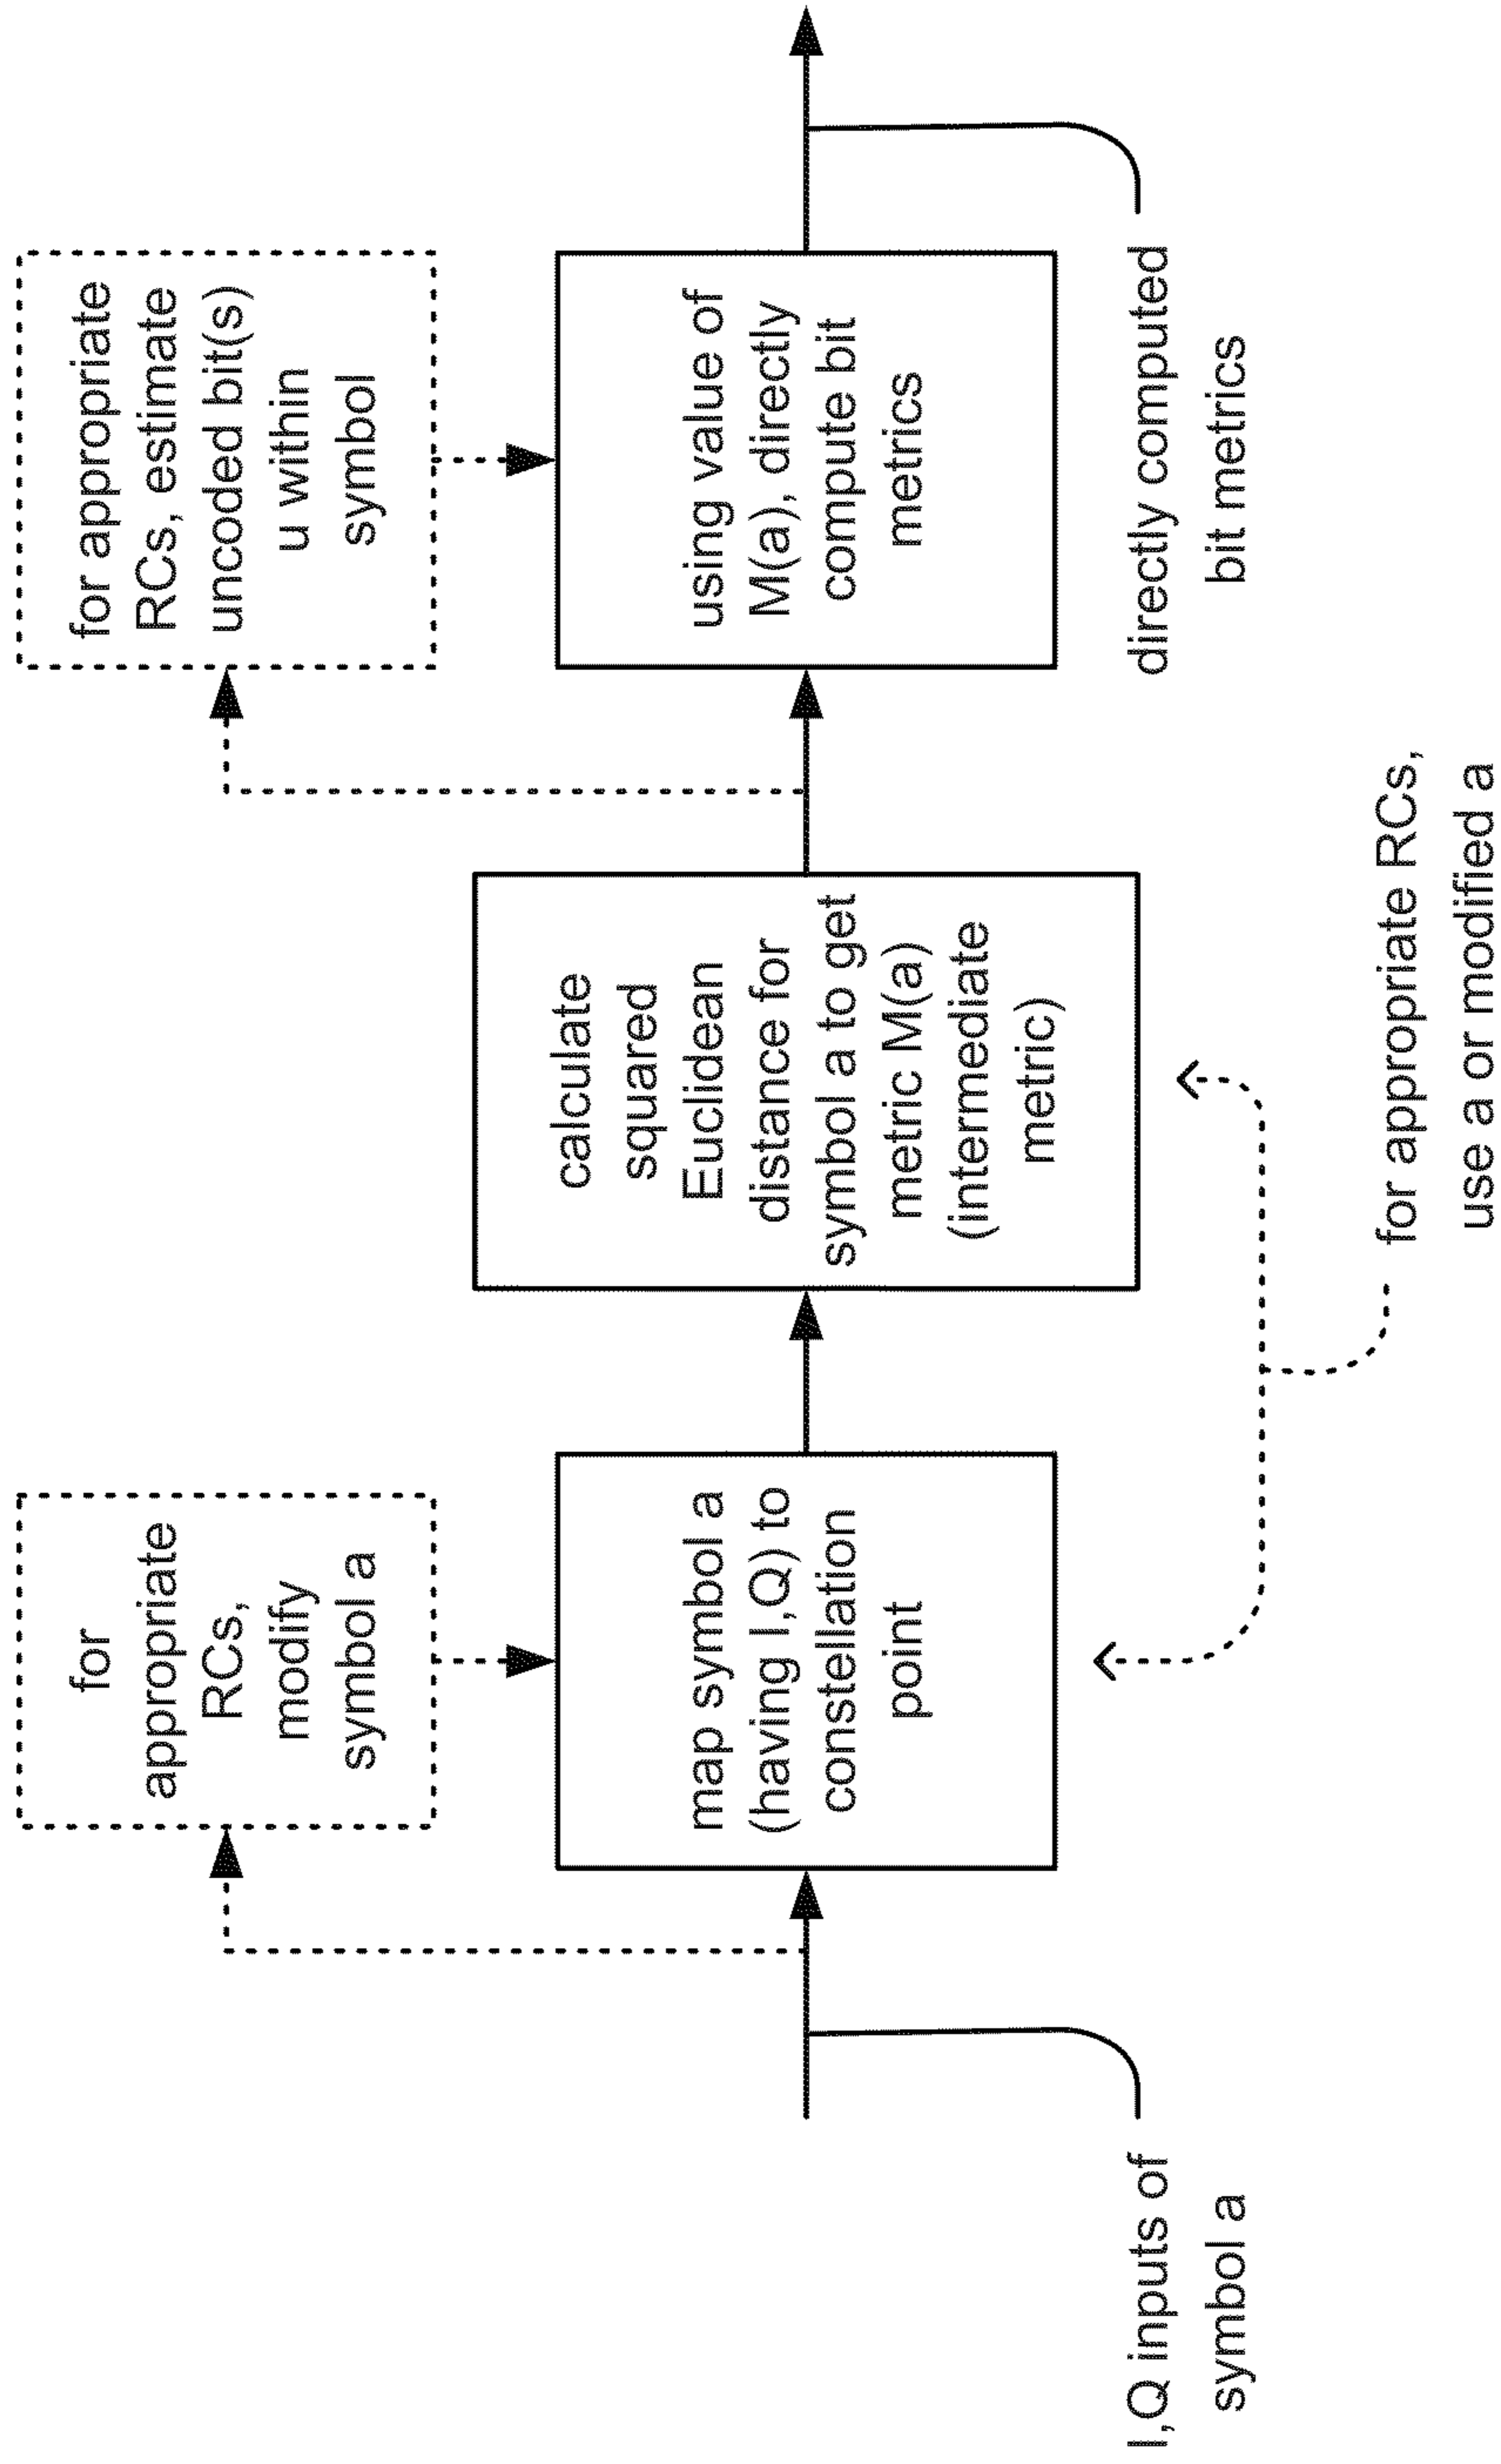 for
appropriate
RCs,
modify
symbol a
for appropriate
RCs, estimate
uncoded bit(s)
u within
symbol
map symbol a
(having I,Q) to
constellation
point
calculate
squared
Euclidean
distance for
symbol a to get
metric M(a)
(intermediate
metric)
using value of
M(a), directly
compute bit
metrics
I,Q inputs of
symbol a
directly computed
bit metrics
for appropriate RCs,
use a or modified a